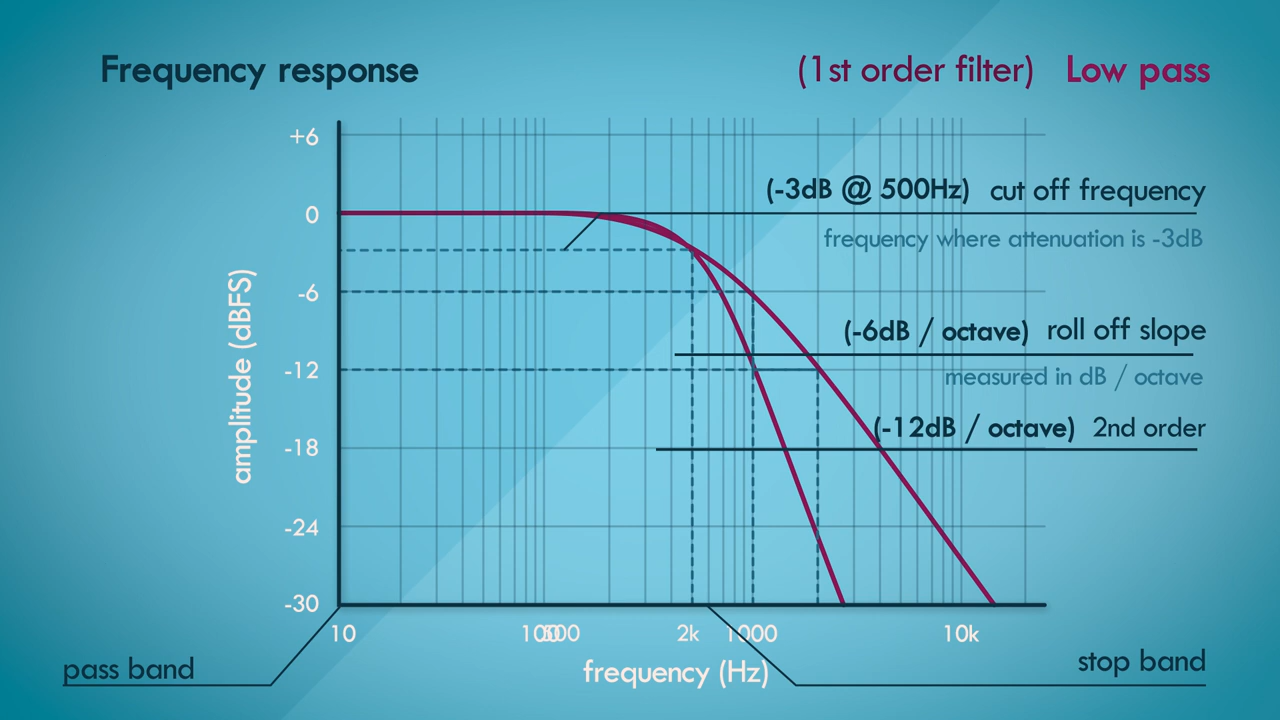 Frequency response
(1st order filter) Low pass
+6
0
-6
-12
-18
-24
-30
amplitude (dBFS)
(-3dB @ 500Hz) cut off frequency
frequency where attenuation is -3dB
(-6dB / octave) roll off slope
measured in dB / octave
(-12dB / octave) 2nd order
10 100 500 2k 1000 10k
frequency (Hz)
pass band
stop band